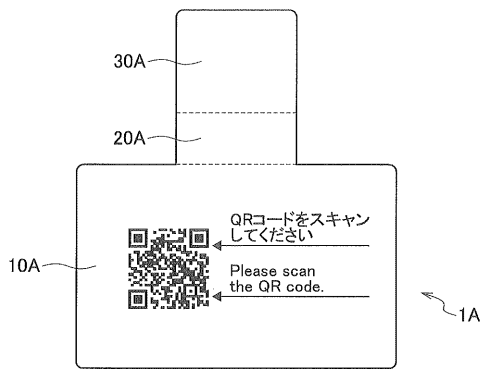 30A
20A
QRコードをスキャン
してください
10A
Please scan
the QR code.
1A